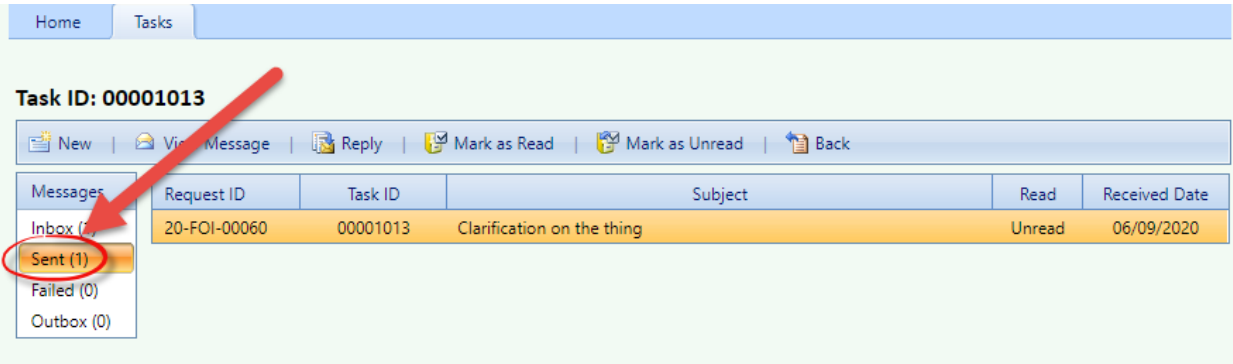 Home Tasks
Task ID: 00001013
New | Message | Reply | Mark as Read | Mark as Unread | Back
Messages Request ID Task ID Subject Read Received Date
Inbox 20-FOI-00060 00001013 Clarification on the thing Unread 06/09/2020
Sent (1)
Failed (0)
Outbox (0)